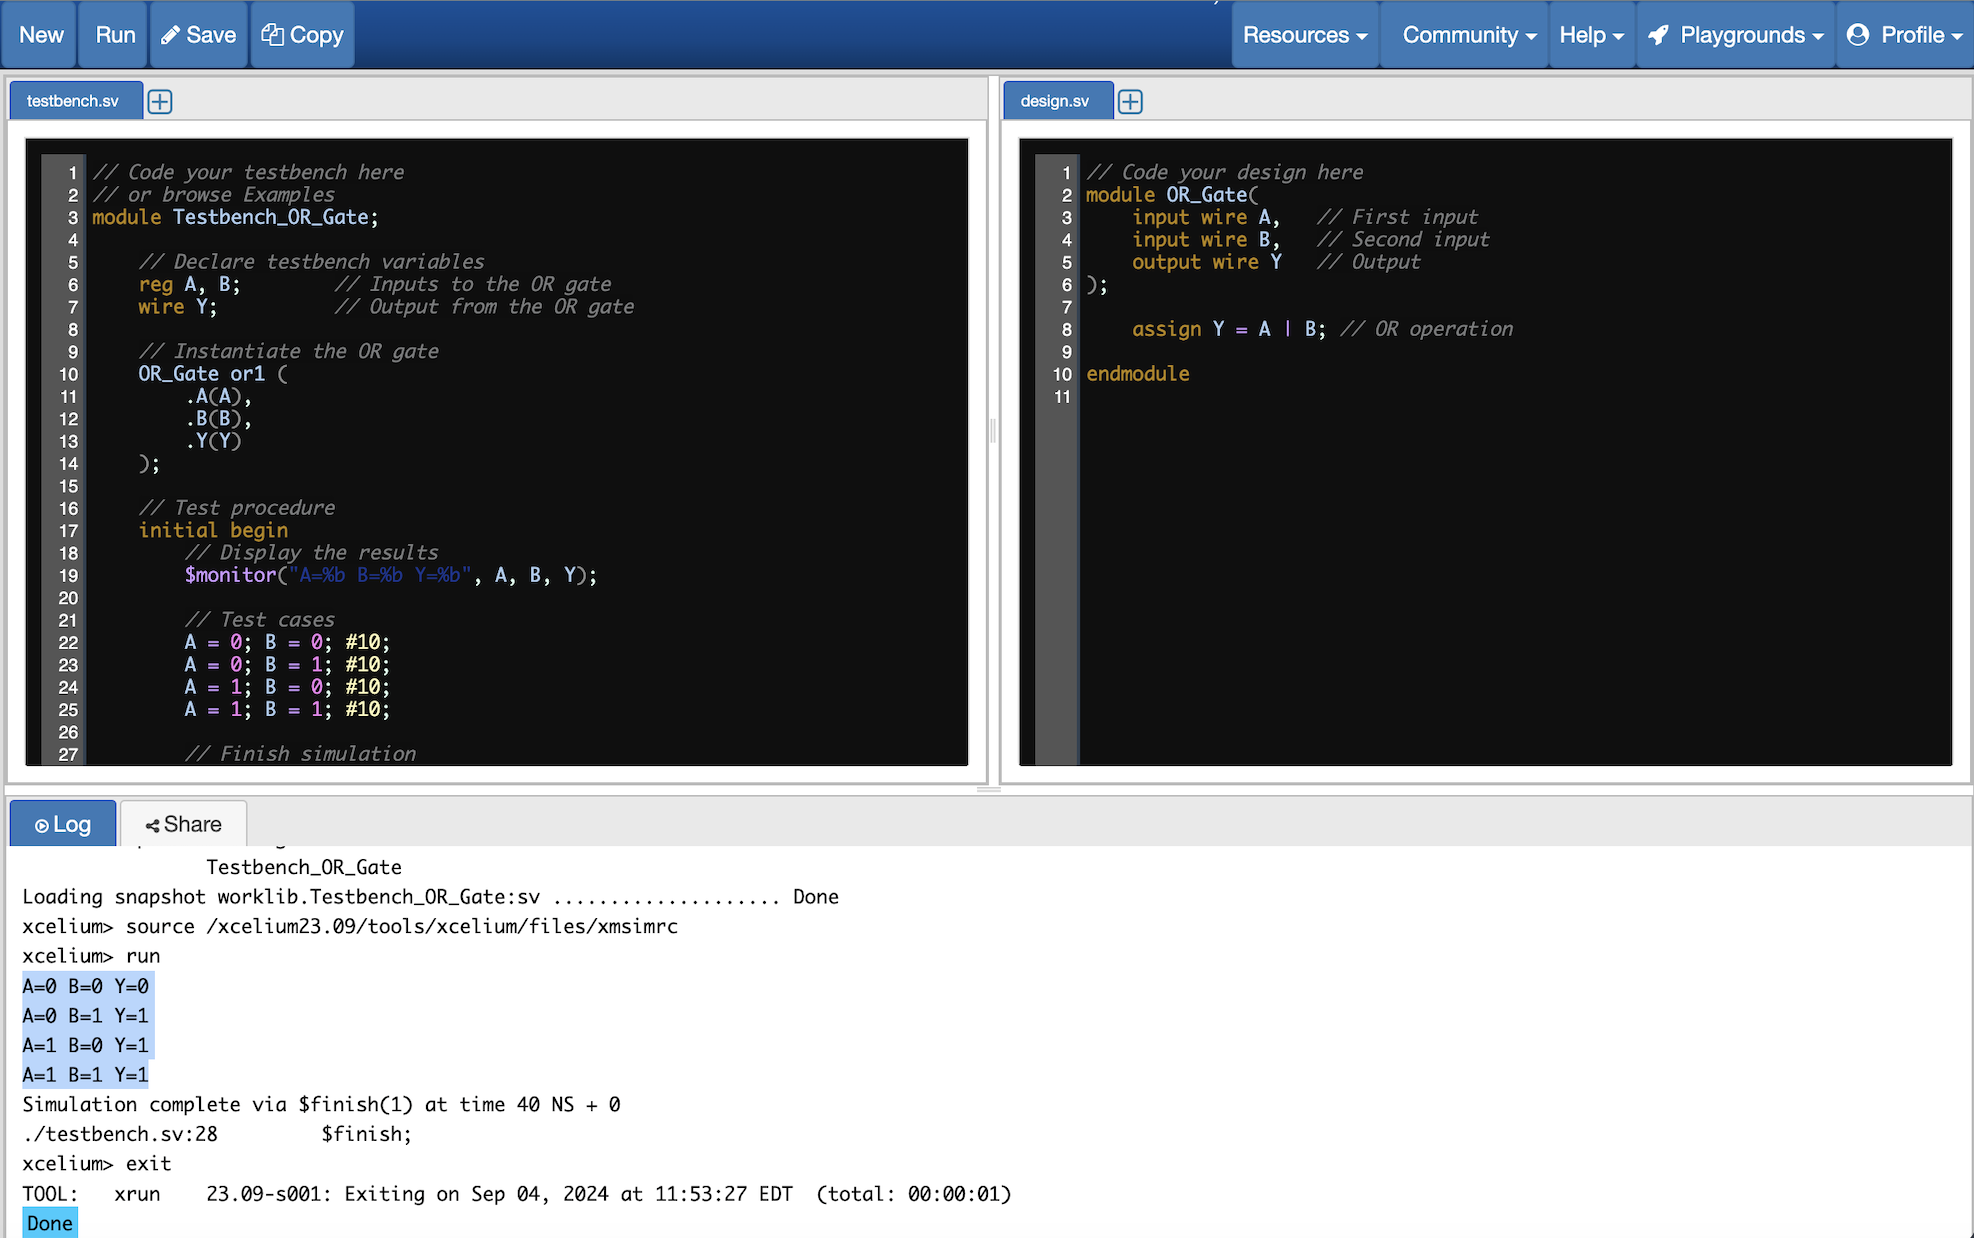 New Run Save Copy Resources Community Help Playgrounds Profile
testbench.sv
1 // Code your testbench here
2 // or browse Examples
3 module Testbench_OR_Gate;
4
5     // Declare testbench variables
6     reg A, B;        // Inputs to the OR gate
7     wire Y;          // Output from the OR gate
8
9     // Instantiate the OR gate
10     OR_Gate or1 (
11         .A(A),
12         .B(B),
13         .Y(Y)
14     );
15
16     // Test procedure
17     initial begin
18         // Display the results
19         $monitor("A=%b B=%b Y=%b", A, B, Y);
20
21         // Test cases
22         A = 0; B = 0; #10;
23         A = 0; B = 1; #10;
24         A = 1; B = 0; #10;
25         A = 1; B = 1; #10;
26
27         // Finish simulation
design.sv
1 // Code your design here
2 module OR_Gate(
3     input wire A,   // First input
4     input wire B,   // Second input
5     output wire Y   // Output
6 );
7
8     assign Y = A | B; // OR operation
9
10 endmodule
11
Log Share
Testbench_OR_Gate
Loading snapshot worklib.Testbench_OR_Gate:sv .................... Done
xcelium> source /xcelium23.09/tools/xcelium/files/xmsimrc
xcelium> run
A=0 B=0 Y=0
A=0 B=1 Y=1
A=1 B=0 Y=1
A=1 B=1 Y=1
Simulation complete via $finish(1) at time 40 NS + 0
./testbench.sv:28         $finish;
xcelium> exit
TOOL:   xrun    23.09-s001: Exiting on Sep 04, 2024 at 11:53:27 EDT  (total: 00:00:01)
Done